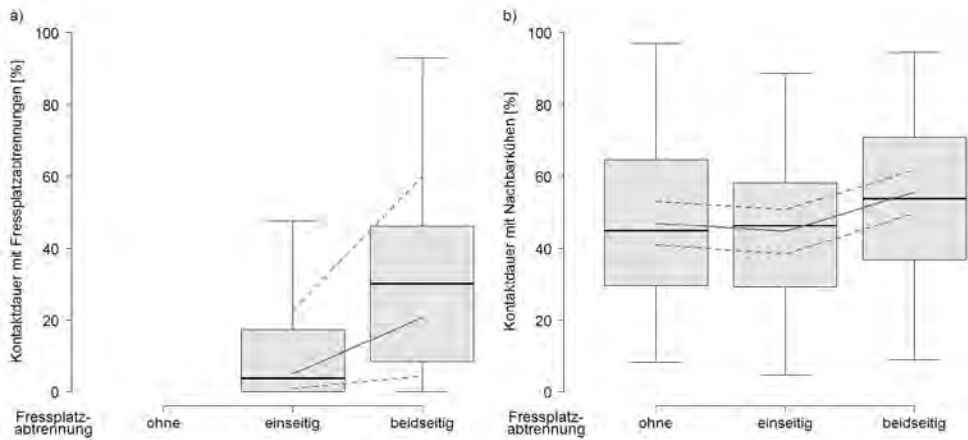 a)
Kontaktdauer mit Fressplatzabtrennungen [%]
100
80
60
40
20
0
Fressplatz-
abtrennung
ohne
einseitig
beidseitig
b)
Kontaktdauer mit Nachbarkühen [%]
100
80
60
40
20
0
Fressplatz-
abtrennung
ohne
einseitig
beidseitig